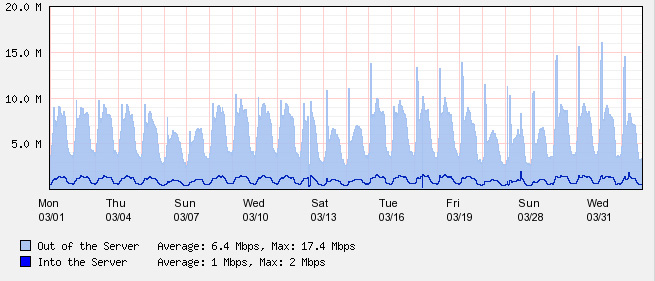 20.0 M
15.0 M
10.0 M
5.0 M
Mon Thu Sun Wed Sat Tue Fri Sun Wed
03/01 03/04 03/07 03/10 03/13 03/16 03/19 03/28 03/31
Out of the Server Average: 6.4 Mbps, Max: 17.4 Mbps
Into the Server Average: 1 Mbps, Max: 2 Mbps